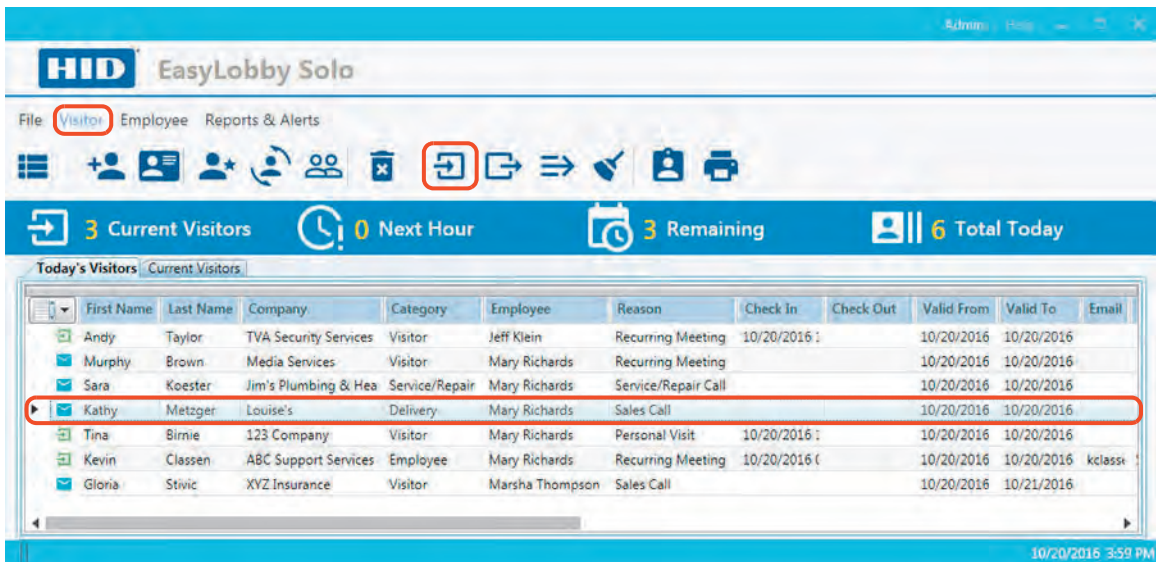 Admin Help
HID EasyLobby Solo
File Visitor Employee Reports & Alerts
3 Current Visitors 0 Next Hour 3 Remaining 6 Total Today
Today's Visitors Current Visitors
First Name Last Name Company Category Employee Reason Check In Check Out Valid From Valid To Email
Andy Taylor TVA Security Services Visitor Jeff Klein Recurring Meeting 10/20/2016 10/20/2016 10/20/2016
Murphy Brown Media Services Visitor Mary Richards Recurring Meeting 10/20/2016 10/20/2016
Sara Koester Jim's Plumbing & Hea Service/Repair Mary Richards Service/Repair Call 10/20/2016 10/20/2016
Kathy Metzger Louise's Delivery Mary Richards Sales Call 10/20/2016 10/20/2016
Tina Birnie 123 Company Visitor Mary Richards Personal Visit 10/20/2016 10/20/2016 10/20/2016
Kevin Classen ABC Support Services Employee Mary Richards Recurring Meeting 10/20/2016 10/20/2016 10/20/2016 kclass
Gloria Stivic XYZ Insurance Visitor Marsha Thompson Sales Call 10/20/2016 10/21/2016
10/20/2016 3:59 PM